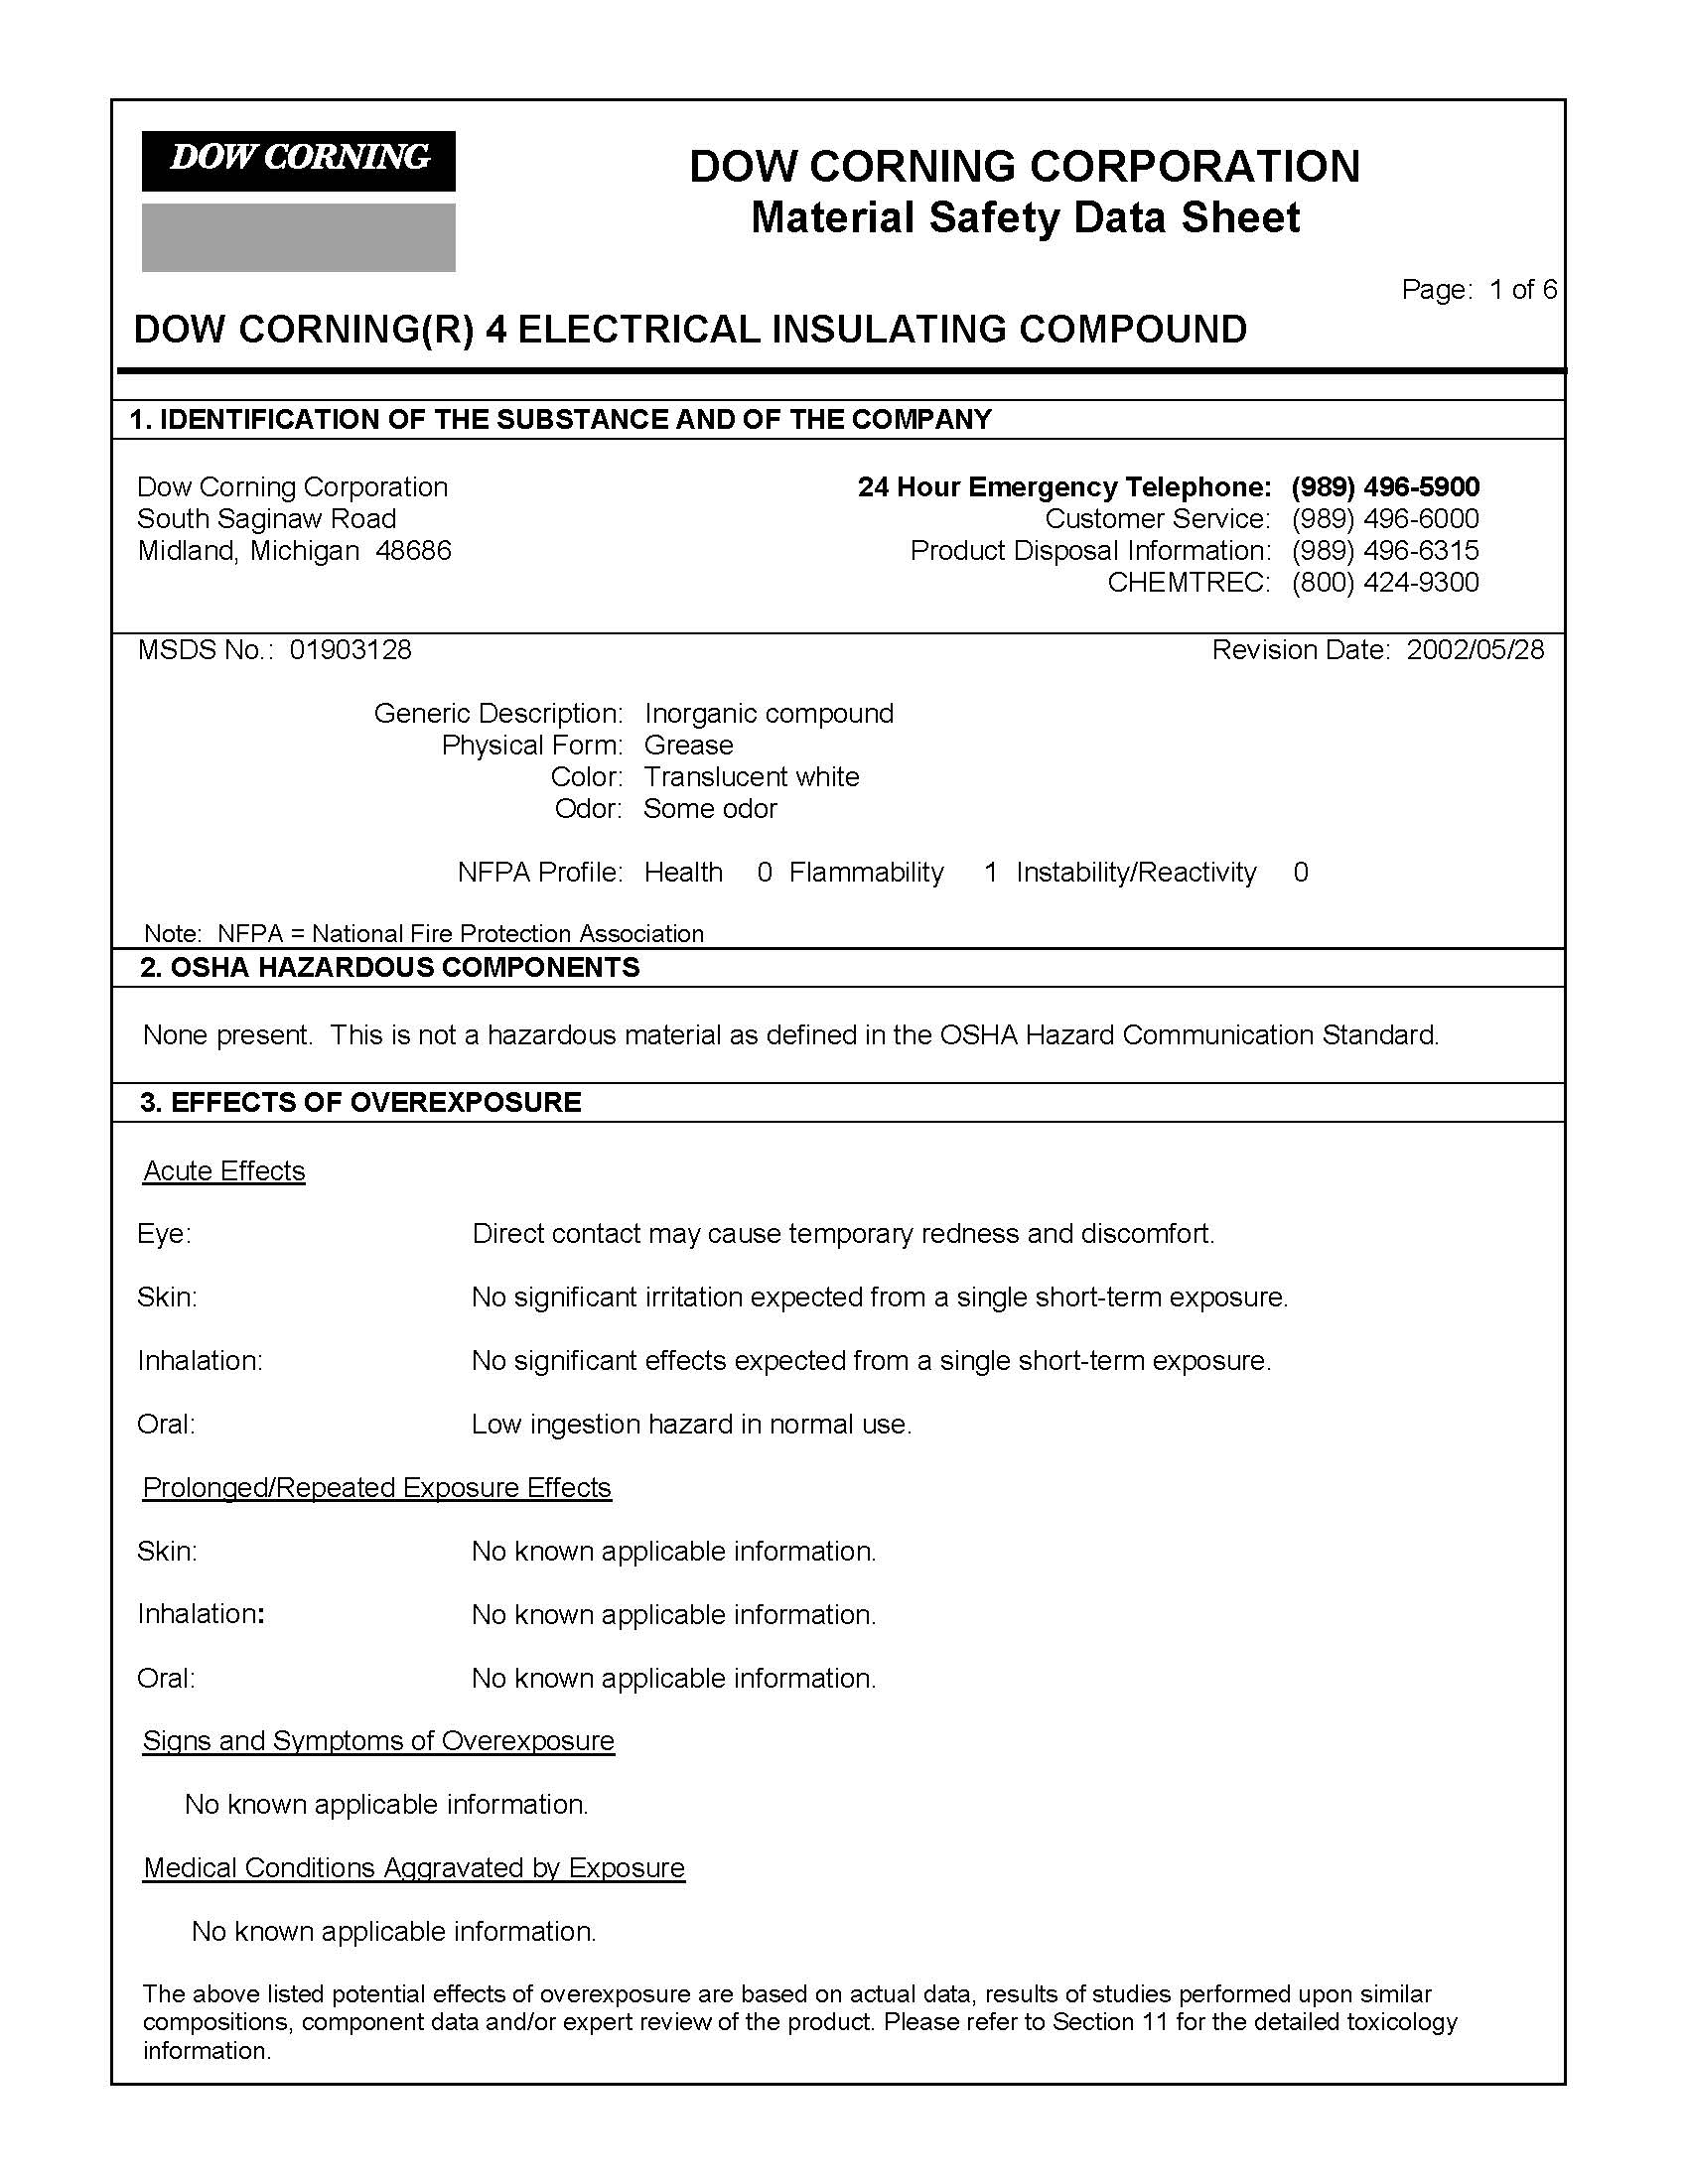 DOW CORNING
DOW CORNING CORPORATION
Material Safety Data Sheet
Page: 1 of 6
DOW CORNING(R) 4 ELECTRICAL INSULATING COMPOUND
1. IDENTIFICATION OF THE SUBSTANCE AND OF THE COMPANY
Dow Corning Corporation 24 Hour Emergency Telephone: (989) 496-5900
South Saginaw Road Customer Service: (989) 496-6000
Midland, Michigan 48686 Product Disposal Information: (989) 496-6315
CHEMTREC: (800) 424-9300
MSDS No.: 01903128 Revision Date: 2002/05/28
Generic Description: Inorganic compound
Physical Form: Grease
Color: Translucent white
Odor: Some odor
NFPA Profile: Health 0 Flammability 1 Instability/Reactivity 0
Note: NFPA = National Fire Protection Association
2. OSHA HAZARDOUS COMPONENTS
None present. This is not a hazardous material as defined in the OSHA Hazard Communication Standard.
3. EFFECTS OF OVEREXPOSURE
Acute Effects
Eye: Direct contact may cause temporary redness and discomfort.
Skin: No significant irritation expected from a single short-term exposure.
Inhalation: No significant effects expected from a single short-term exposure.
Oral: Low ingestion hazard in normal use.
Prolonged/Repeated Exposure Effects
Skin: No known applicable information.
Inhalation: No known applicable information.
Oral: No known applicable information.
Signs and Symptoms of Overexposure
No known applicable information.
Medical Conditions Aggravated by Exposure
No known applicable information.
The above listed potential effects of overexposure are based on actual data, results of studies performed upon similar
compositions, component data and/or expert review of the product. Please refer to Section 11 for the detailed toxicology
information.